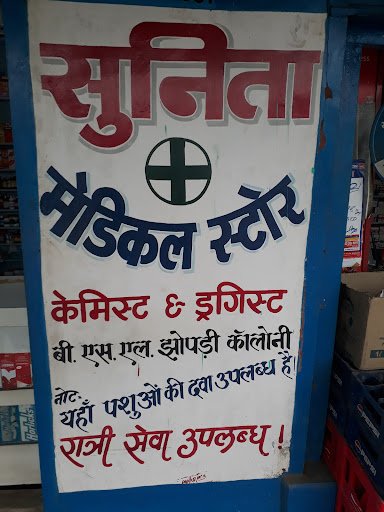 सुनिता
मेडिकल स्टोर
केमिस्ट & ड्रगिस्ट
बी. एस. एल. झोपड़ी कॅालोनी
नोट:- यहाँ पशुओं की दवा उपलब्ध है।
रात्री सेवा उपलब्ध !